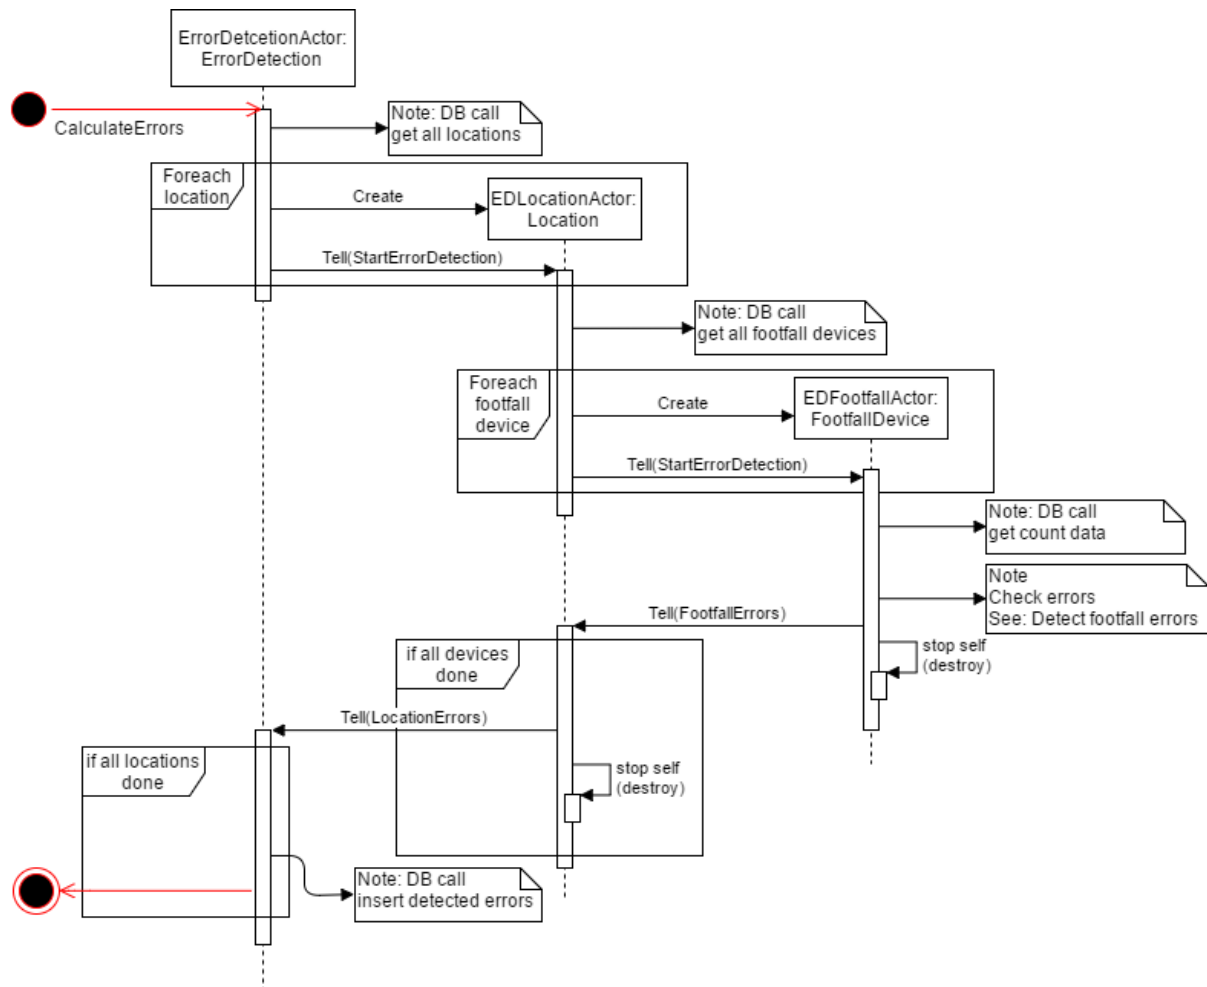 ErrorDetcetionActor:
ErrorDetection
CalculateErrors
Note: DB call
get all locations
Foreach
location
Create
EDLocationActor:
Location
Tell(StartErrorDetection)
Note: DB call
get all footfall devices
Foreach
footfall
device
Create
EDFootfallActor:
FootfallDevice
Tell(StartErrorDetection)
Note: DB call
get count data
Note
Check errors
See: Detect footfall errors
Tell(FootfallErrors)
stop self
(destroy)
if all devices
done
Tell(LocationErrors)
if all locations
done
stop self
(destroy)
Note: DB call
insert detected errors